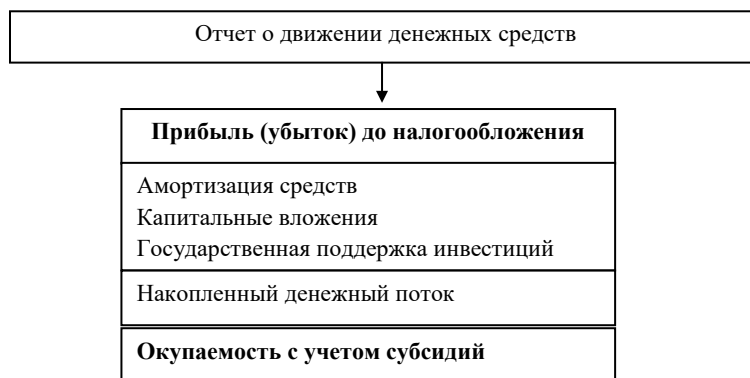 Отчет о движении денежных средств
Прибыль (убыток) до налогообложения
Амортизация средств
Капитальные вложения
Государственная поддержка инвестиций
Накопленный денежный поток
Окупаемость с учетом субсидий